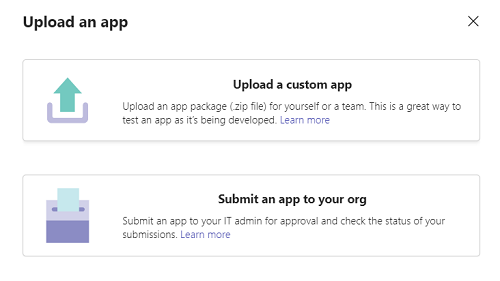 Upload an app
Upload a custom app
Upload an app package (.zip file) for yourself or a team. This is a great way to
test an app as it's being developed. Learn more
Submit an app to your org
Submit an app to your IT admin for approval and check the status of your
submissions. Learn more